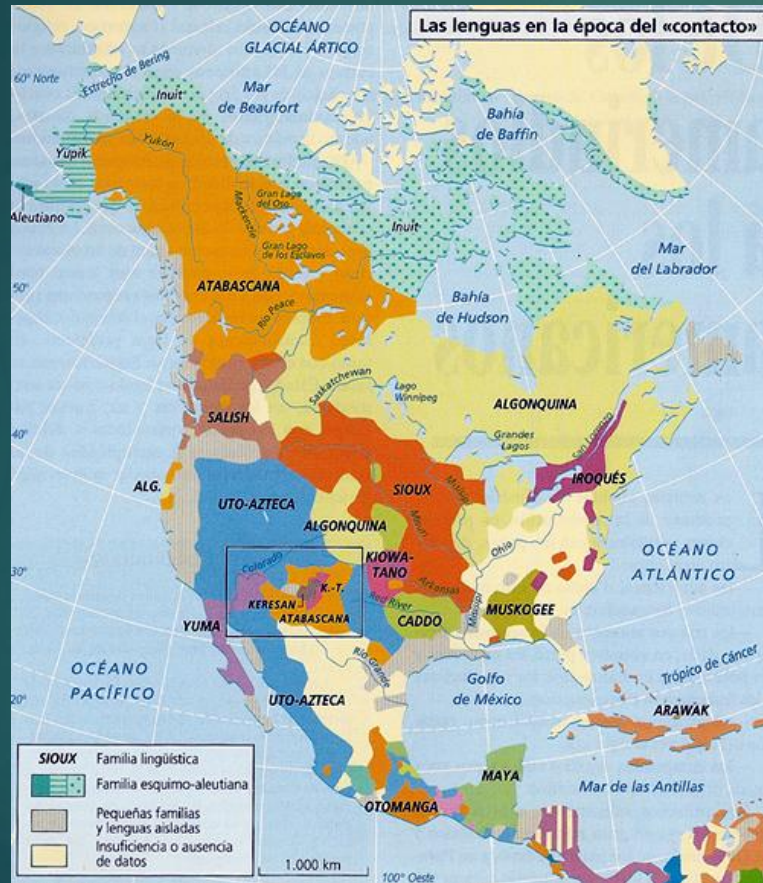 Las lenguas en la época del «contacto»
OCÉANO
GLACIAL ÁRTICO
60° Norte
Estrecho de Bering
Mar
de Beaufort
Inuit
Bahía
de Baffin
Yupik
Yukon
Aleutiano
Gran Lago
del Oso
Mackenzie
Gran Lago
de los Esclavos
Inuit
Mar
del Labrador
50°
ATABASCANA
Bahía
de Hudson
Río Peace
Saskatchewan
Lago
Winnipeg
ALGONQUINA
SALISH
40°
Grandes
Lagos
San Lorenzo
IROQUÉS
ALG.
UTO-AZTECA
SIOUX
Misisipi
Misuri
ALGONQUINA
Ohio
OCÉANO
ATLÁNTICO
30°
Colorado
KIOWA-
TANO
K.-T.
Arkansas
KERESAN
ATABASCANA
Red River
CADDO
Misisipi
MUSKOGEE
YUMA
Río Grande
Golfo
de México
Trópico de Cáncer
OCÉANO
PACÍFICO
20°
UTO-AZTECA
ARAWAK
MAYA
Mar de las Antillas
OTOMANGA
SIOUX Familia lingüística
Familia esquimo-aleutiana
Pequeñas familias
y lenguas aisladas
Insuficiencia o ausencia
de datos
1.000 km
100° Oeste